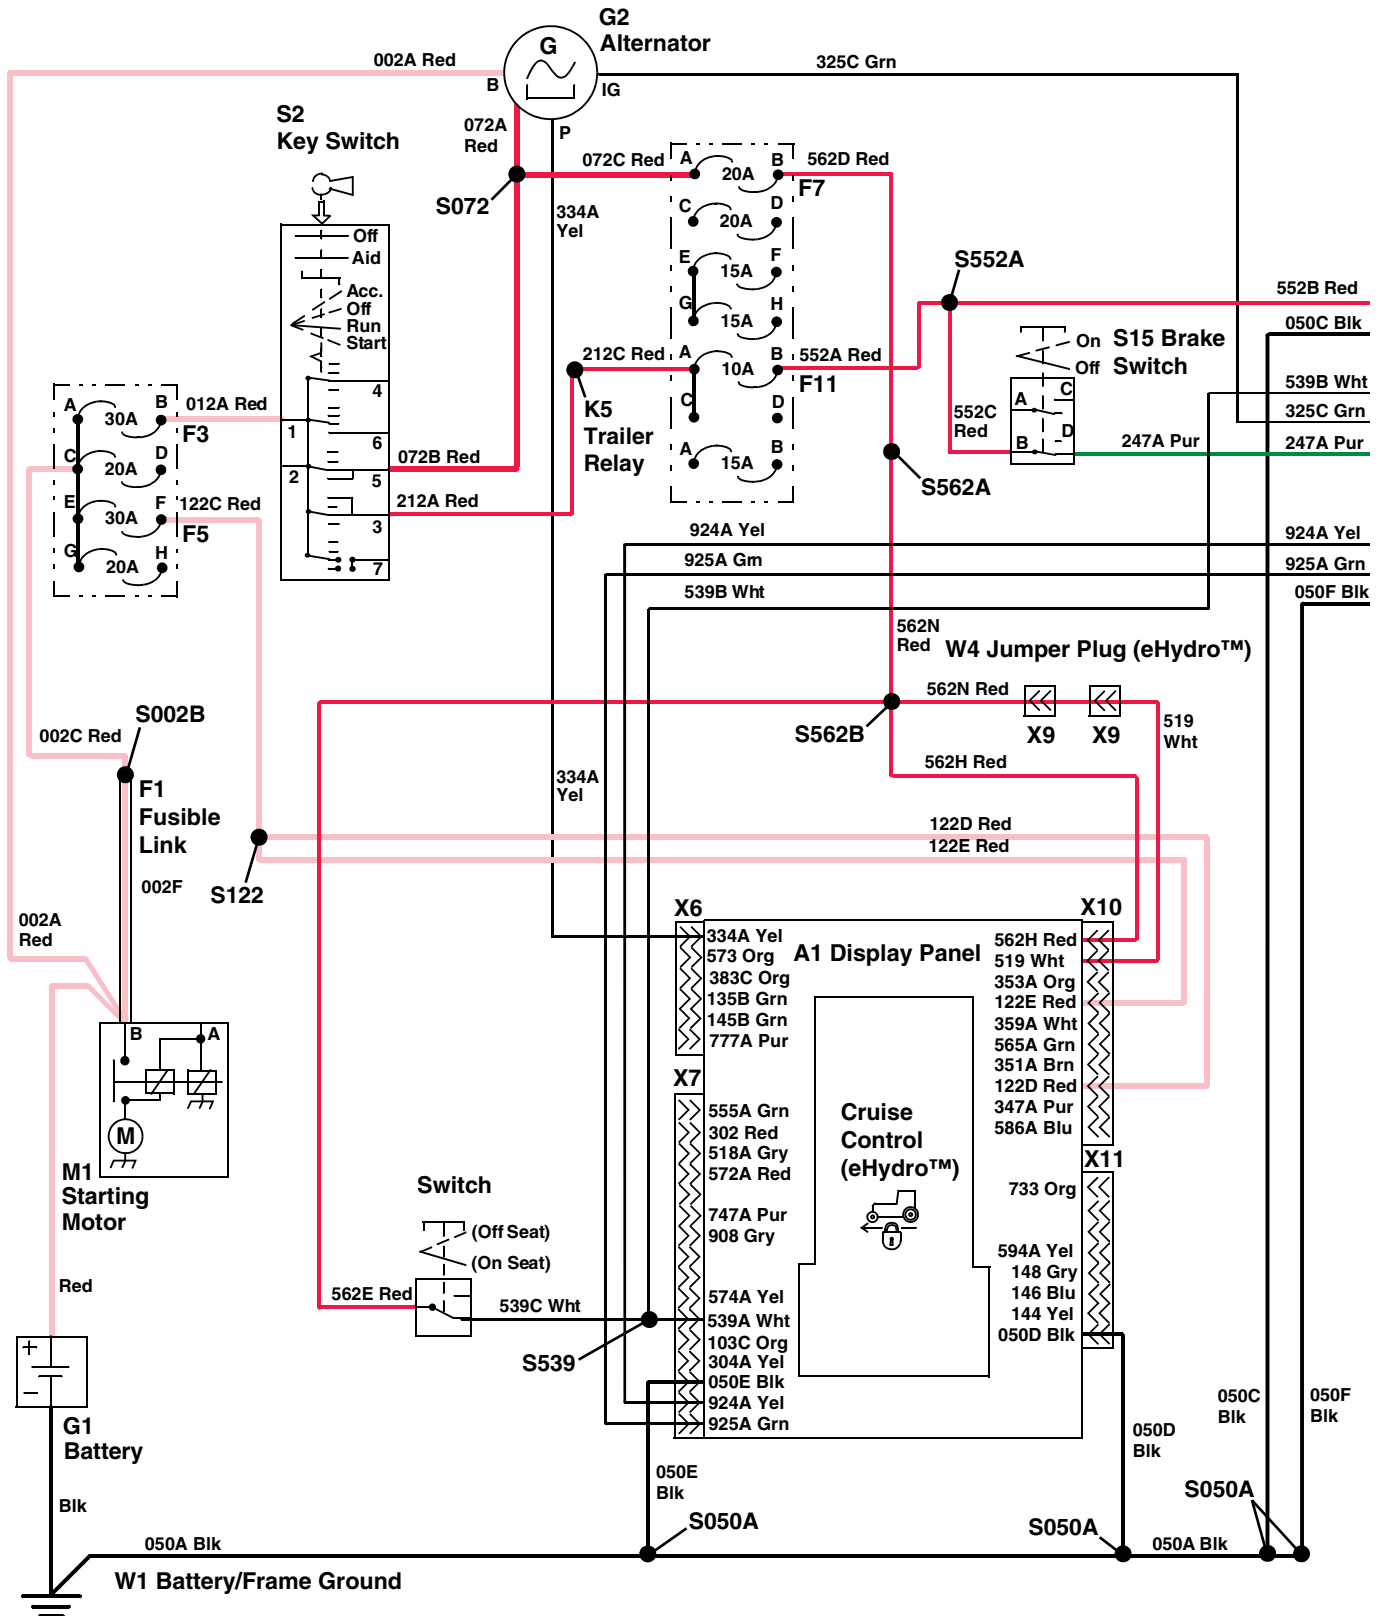 G2
Alternator
G
002A Red
B
IG
325C Grn
P
072A
Red
S2
Key Switch
S072
334A
Yel
072C Red
A
20A
B
562D Red
F7
C
20A
D
E
15A
F
G
15A
H
212C Red
A
10A
B
552A Red
F11
C
D
A
15A
B
K5
Trailer
Relay
Off
Aid
Acc.
Off
Run
Start
4
1
6
2
5
3
7
072B Red
212A Red
A
30A
B
012A Red
F3
C
20A
D
E
30A
F
122C Red
F5
G
20A
H
S552A
552B Red
050C Blk
On
Off
S15 Brake
Switch
552C
Red
A
C
B
D
539B Wht
325C Grn
247A Pur
247A Pur
S562A
924A Yel
924A Yel
925A Grn
925A Grn
539B Wht
050F Blk
562N
Red
W4 Jumper Plug (eHydro™)
562N Red
X9
X9
519
Wht
S562B
562H Red
S002B
002C Red
F1
Fusible
Link
002F
S122
334A
Yel
122D Red
122E Red
002A
Red
B
A
M
M1
Starting
Motor
Red
+
−
G1
Battery
Blk
X6
334A Yel
573 Org
383C Org
135B Grn
145B Grn
777A Pur
X7
555A Grn
302 Red
518A Gry
572A Red
747A Pur
908 Gry
574A Yel
539A Wht
103C Org
304A Yel
050E Blk
924A Yel
925A Grn
A1 Display Panel
Cruise
Control
(eHydro™)
X10
562H Red
519 Wht
353A Org
122E Red
359A Wht
565A Grn
351A Brn
122D Red
347A Pur
586A Blu
X11
733 Org
594A Yel
148 Gry
146 Blu
144 Yel
050D Blk
Switch
(Off Seat)
(On Seat)
562E Red
539C Wht
S539
050E
Blk
S050A
050D
Blk
S050A
050C
Blk
050F
Blk
S050A
050A Blk
050A Blk
W1 Battery/Frame Ground